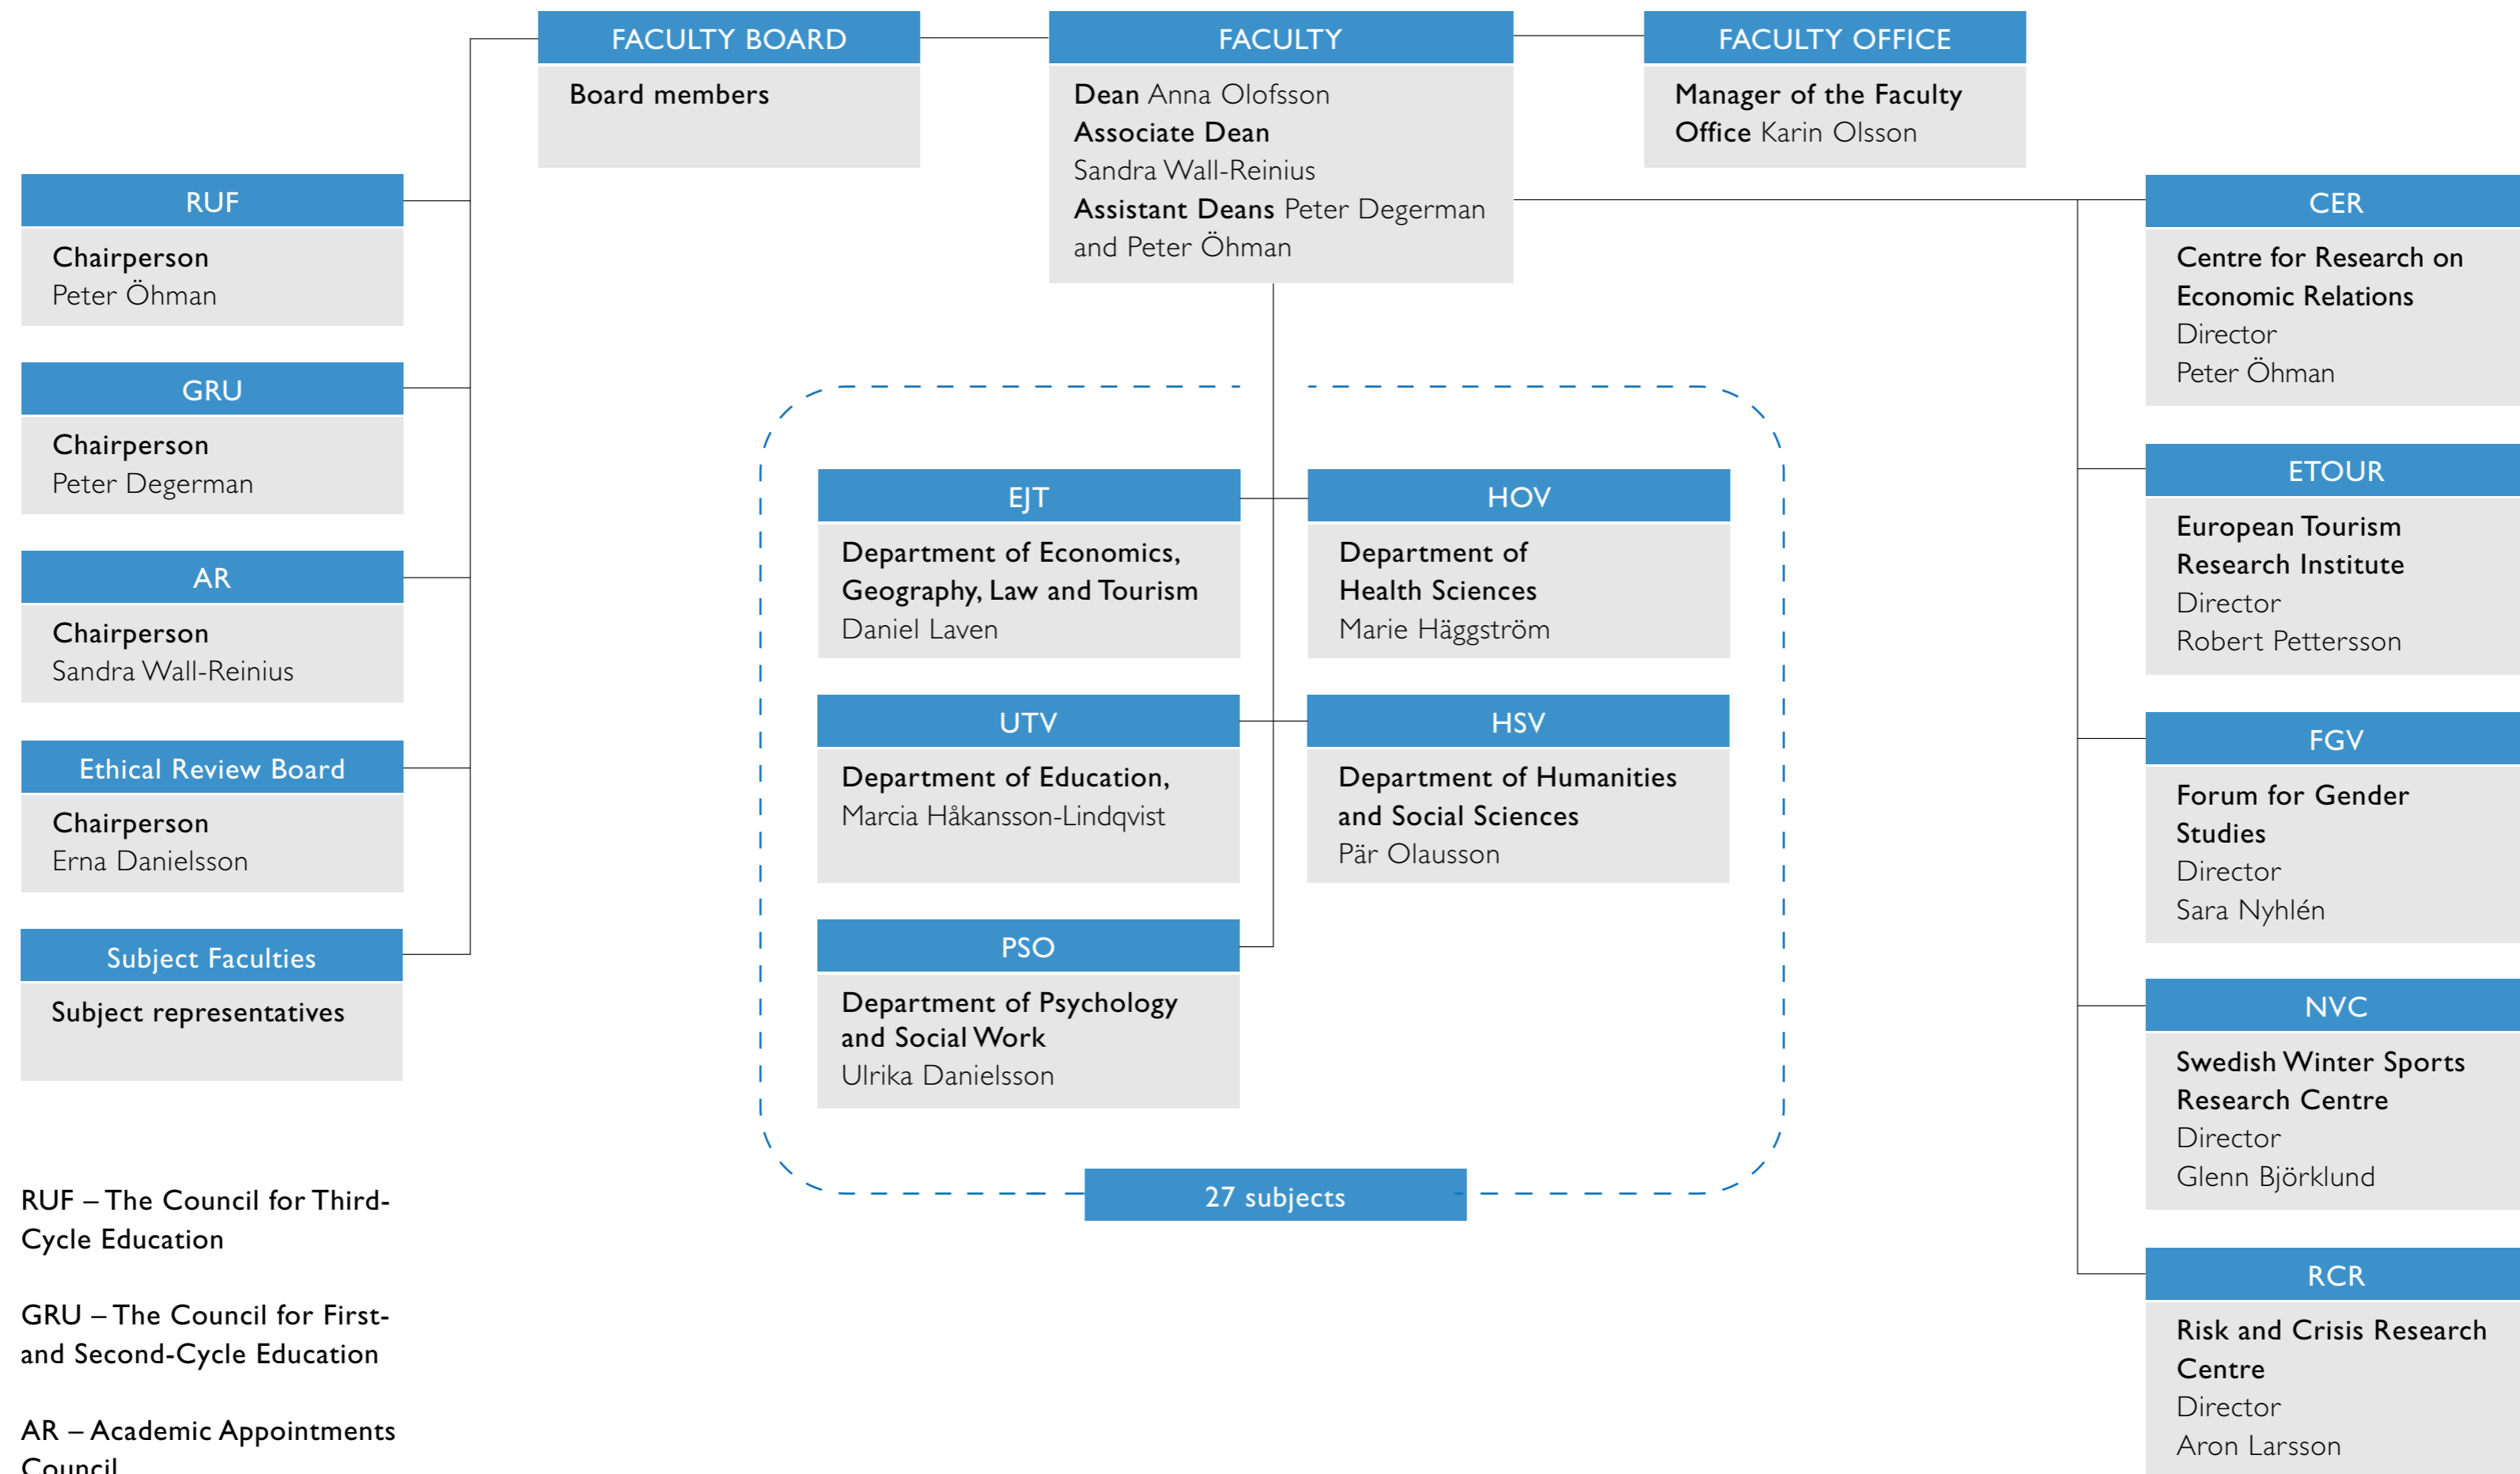 FACULTY BOARD
Board members
FACULTY
Dean Anna Olofsson
Associate Dean
Sandra Wall-Reinius
Assistant Deans Peter Degerman
and Peter Öhman
FACULTY OFFICE
Manager of the Faculty
Office Karin Olsson
RUF
Chairperson
Peter Öhman
GRU
Chairperson
Peter Degerman
AR
Chairperson
Sandra Wall-Reinius
Ethical Review Board
Chairperson
Erna Danielsson
Subject Faculties
Subject representatives
EJT
Department of Economics,
Geography, Law and Tourism
Daniel Laven
HOV
Department of
Health Sciences
Marie Häggström
UTV
Department of Education,
Marcia Håkansson-Lindqvist
HSV
Department of Humanities
and Social Sciences
Pär Olausson
PSO
Department of Psychology
and Social Work
Ulrika Danielsson
27 subjects
CER
Centre for Research on
Economic Relations
Director
Peter Öhman
ETOUR
European Tourism
Research Institute
Director
Robert Pettersson
FGV
Forum for Gender
Studies
Director
Sara Nyhlén
NVC
Swedish Winter Sports
Research Centre
Director
Glenn Björklund
RCR
Risk and Crisis Research
Centre
Director
Aron Larsson
RUF – The Council for Third-
Cycle Education
GRU – The Council for First-
and Second-Cycle Education
AR – Academic Appointments
Council